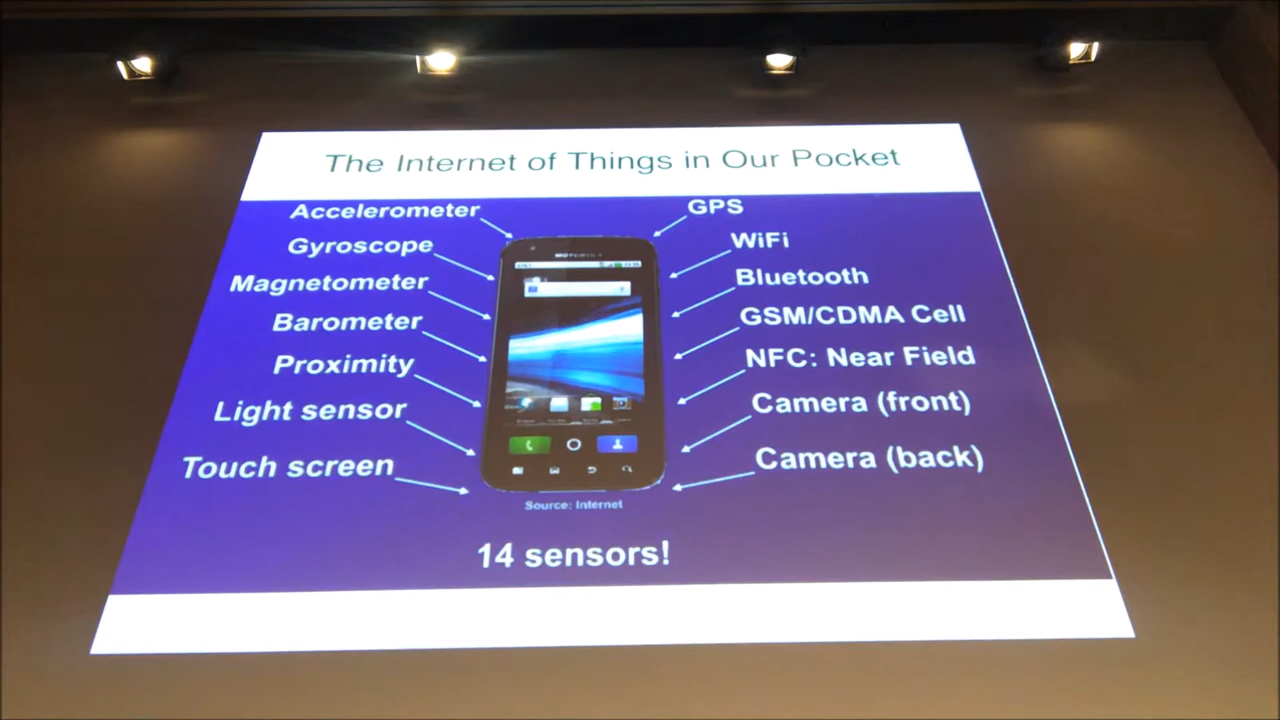 The Internet of Things in Our Pocket
Accelerometer
Gyroscope
Magnetometer
Barometer
Proximity
Light sensor
Touch screen
GPS
WiFi
Bluetooth
GSM/CDMA Cell
NFC: Near Field
Camera (front)
Camera (back)
MOTOROLA
Source: Internet
14 sensors!